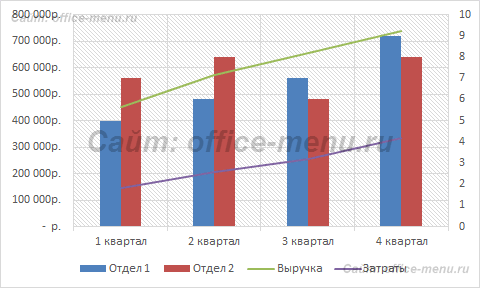 Сайт: office-menu.ru
800 000р.
700 000р.
600 000р.
500 000р.
400 000р.
300 000р.
200 000р.
100 000р.
- р.
10
9
8
7
6
5
4
3
2
1
0
Сайт: office-menu.ru
1 квартал 2 квартал 3 квартал 4 квартал
Отдел 1 Отдел 2 Выручка Затраты
Сайт: office-menu.ru